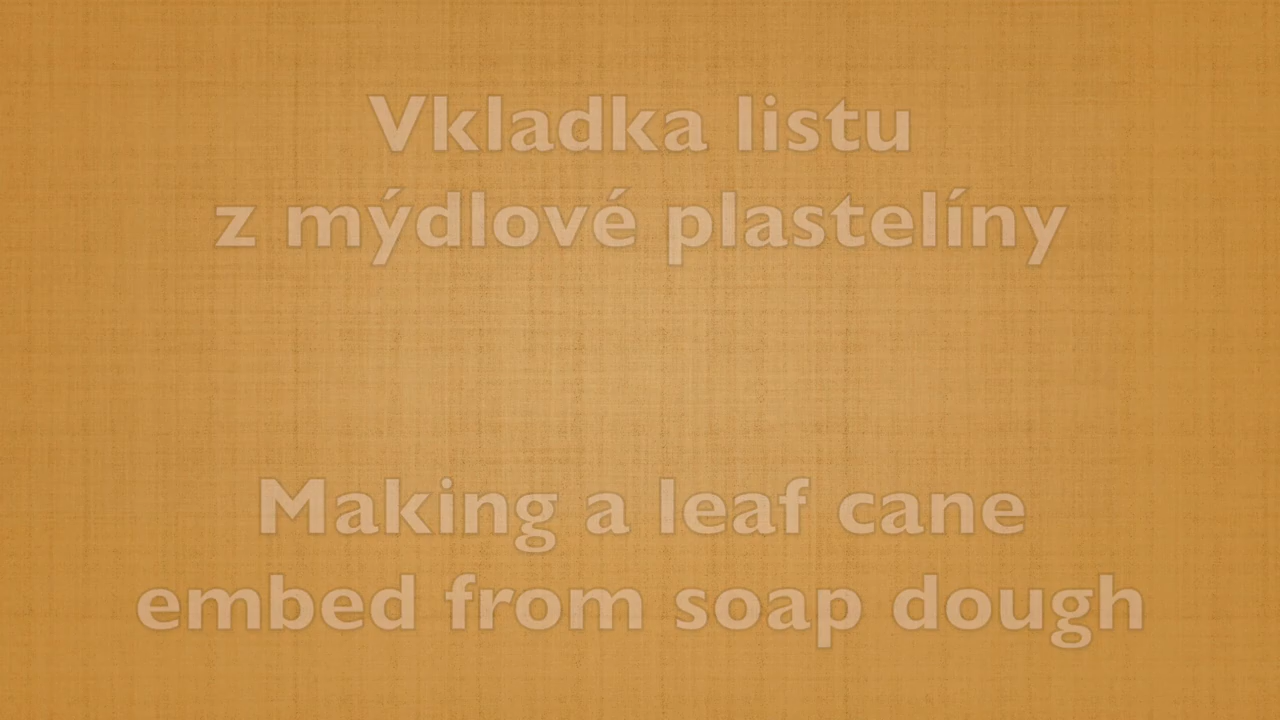 Vkladka listu
z mýdlové plastelíny
Making a leaf cane
embed from soap dough